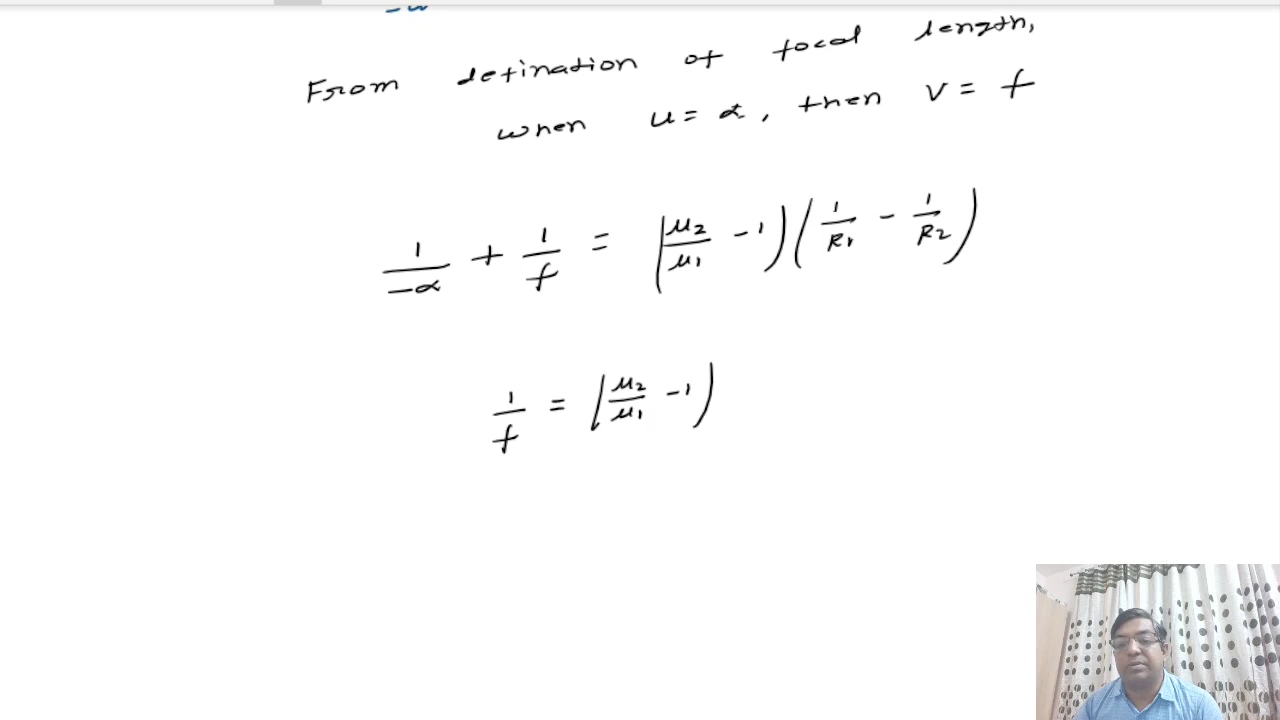 From defination of focal length,
when u = α, then v = f
1/-α + 1/f = (μ2/μ1 - 1)(1/R1 - 1/R2)
1/f = (μ2/μ1 - 1)